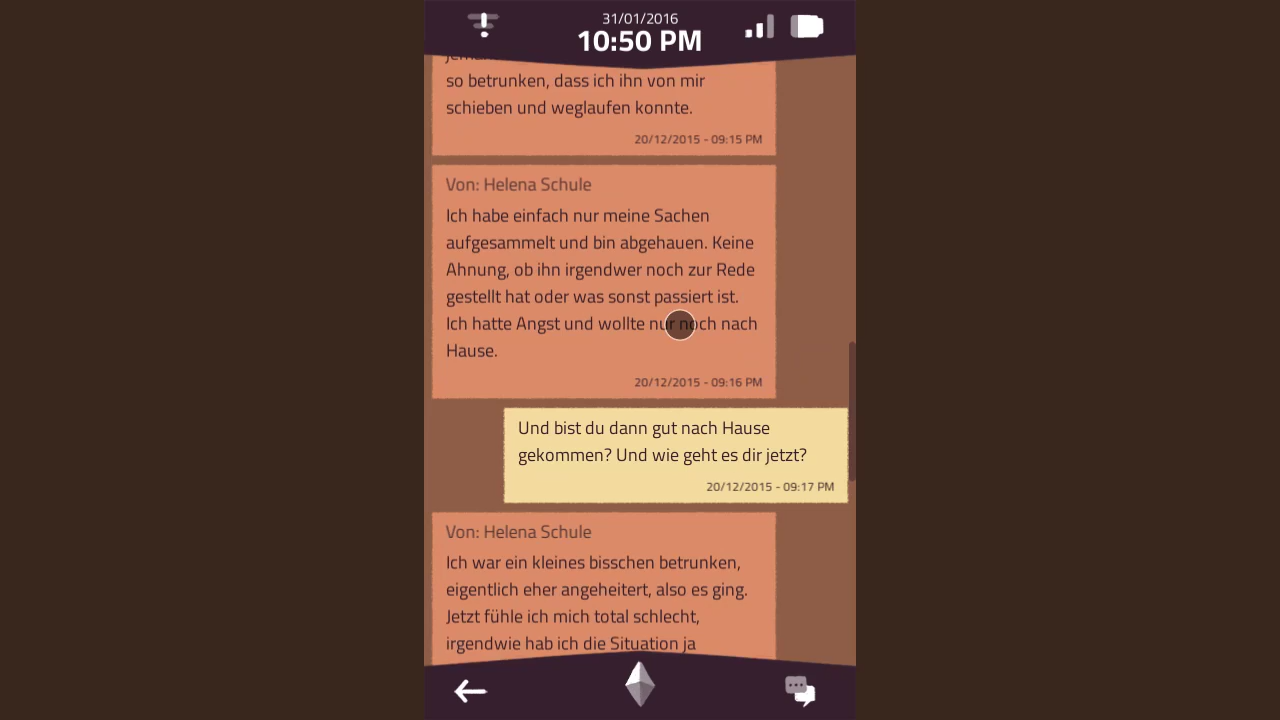 31/01/2016
10:50 PM
so betrunken, dass ich ihn von mir
schieben und weglaufen konnte.
20/12/2015 - 09:15 PM
Von: Helena Schule
Ich habe einfach nur meine Sachen
aufgesammelt und bin abgehauen. Keine
Ahnung, ob ihn irgendwer noch zur Rede
gestellt hat oder was sonst passiert ist.
Ich hatte Angst und wollte nur noch nach
Hause.
20/12/2015 - 09:16 PM
Und bist du dann gut nach Hause
gekommen? Und wie geht es dir jetzt?
20/12/2015 - 09:17 PM
Von: Helena Schule
Ich war ein kleines bisschen betrunken,
eigentlich eher angeheitert, also es ging.
Jetzt fühle ich mich total schlecht,
irgendwie hab ich die Situation ja